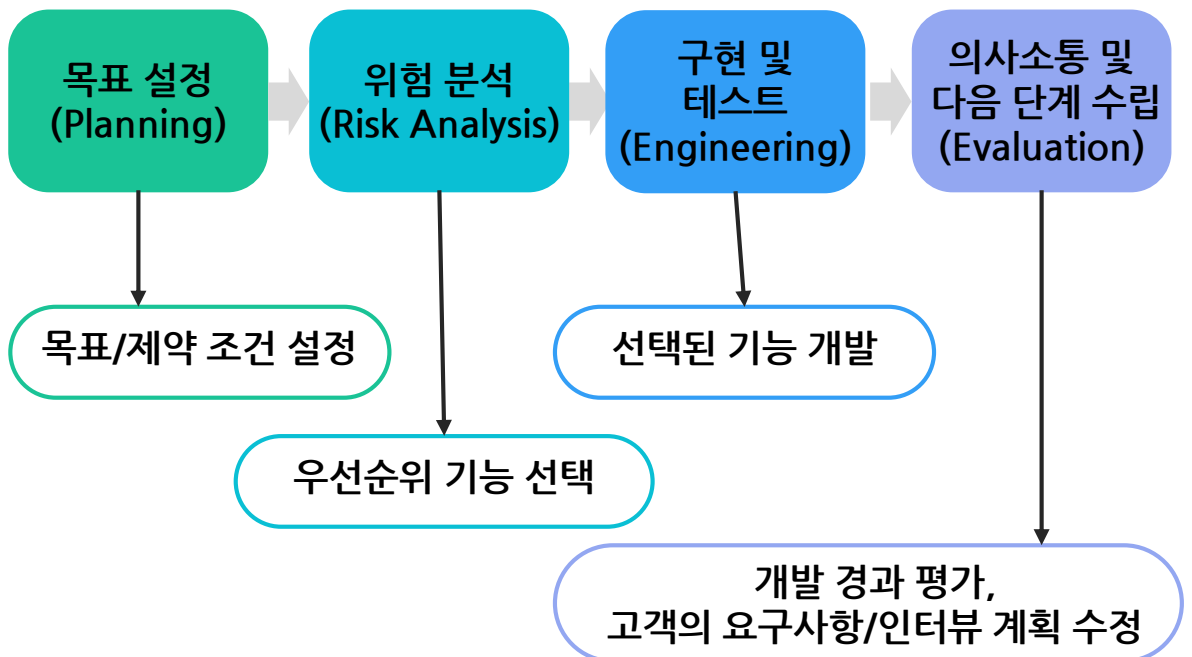 목표 설정
(Planning)
위험 분석
(Risk Analysis)
구현 및
테스트
(Engineering)
의사소통 및
다음 단계 수립
(Evaluation)
목표/제약 조건 설정
선택된 기능 개발
우선순위 기능 선택
개발 경과 평가,
고객의 요구사항/인터뷰 계획 수정